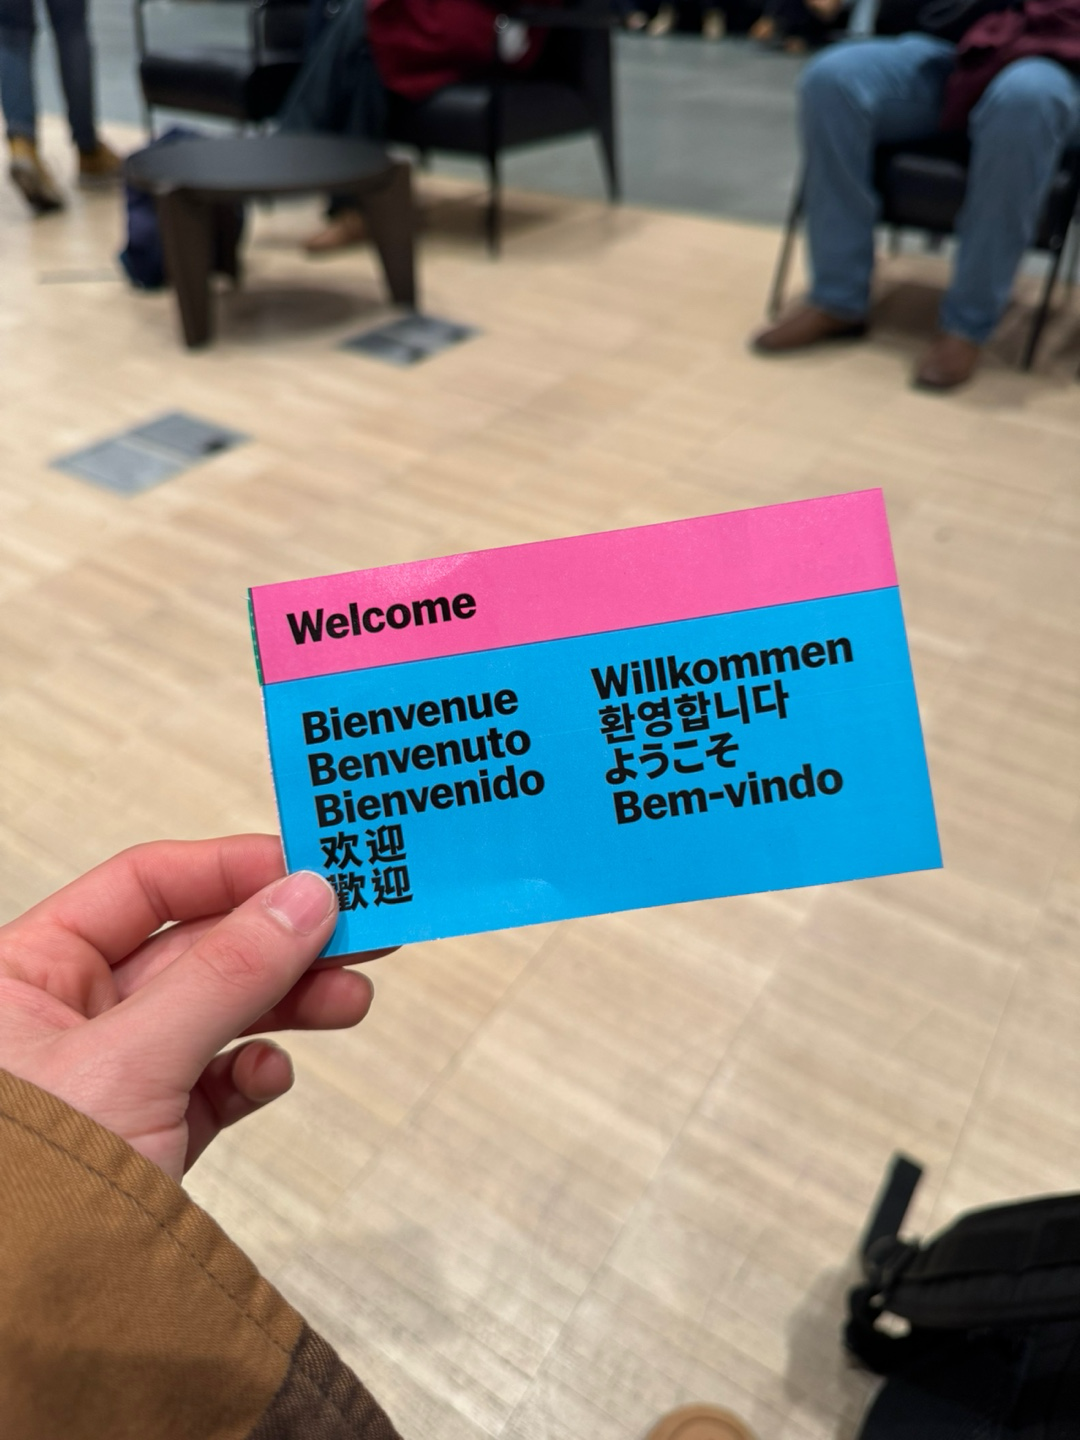 Welcome
Bienvenue
Benvenuto
Bienvenido
欢迎
歡迎
Willkommen
환영합니다
ようこそ
Bem-vindo